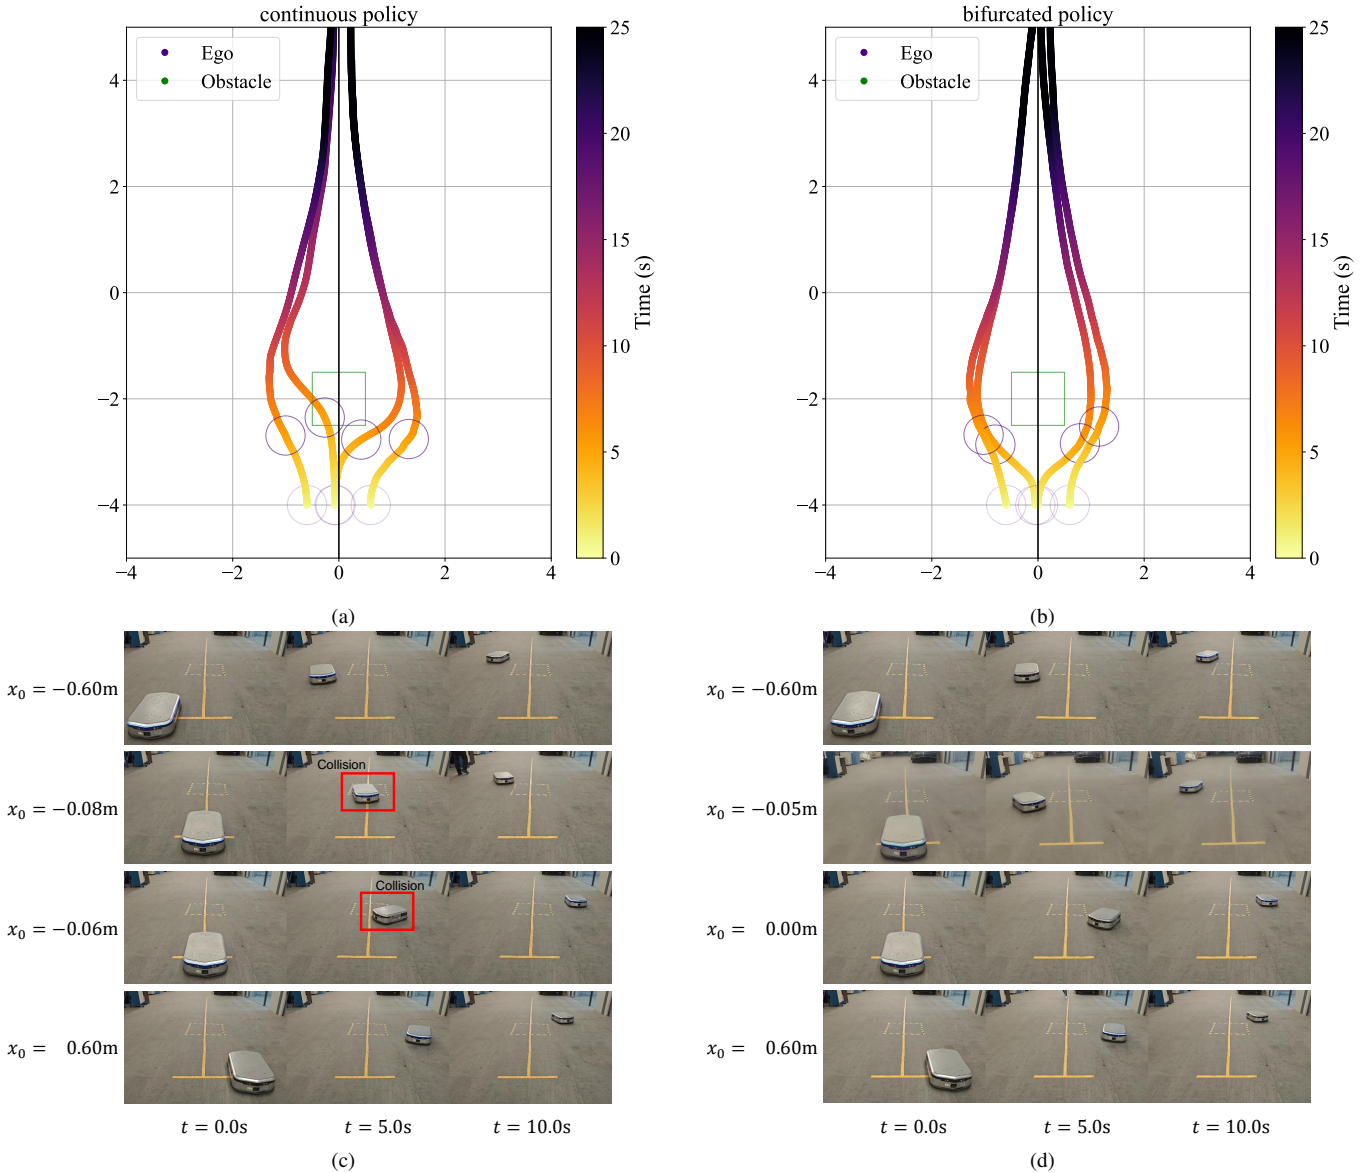 continuous policy
Ego
Obstacle
4
2
0
−2
−4
−4
−2
0
2
4
25
20
15
10
5
0
Time (s)
(a)
bifurcated policy
Ego
Obstacle
4
2
0
−2
−4
−4
−2
0
2
4
25
20
15
10
5
0
Time (s)
(b)
x₀ = −0.60m
x₀ = −0.08m
Collision
x₀ = −0.06m
Collision
x₀ = 0.60m
t = 0.0s
t = 5.0s
t = 10.0s
(c)
x₀ = −0.60m
x₀ = −0.05m
x₀ = 0.00m
x₀ = 0.60m
t = 0.0s
t = 5.0s
t = 10.0s
(d)